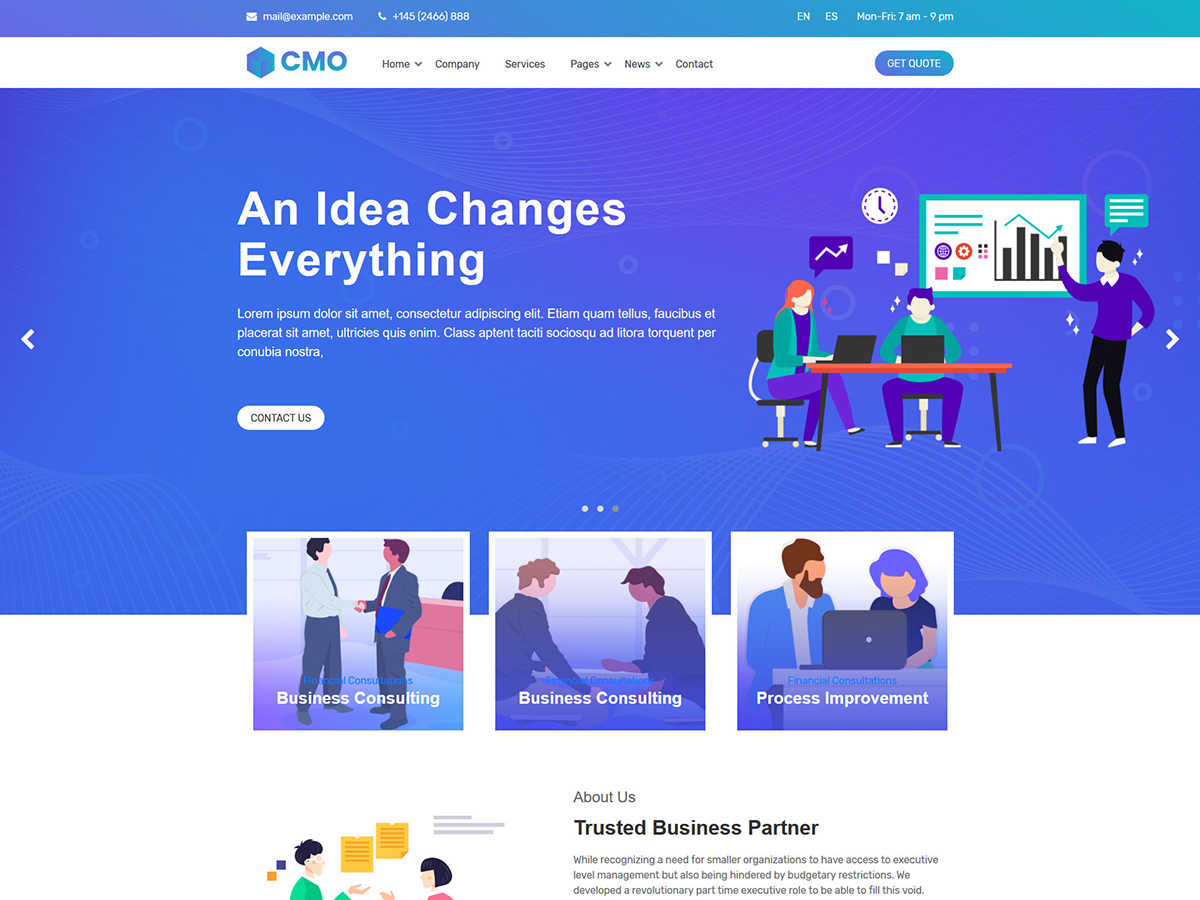 mail@example.com +145 (2466) 888 EN ES Mon-Fri: 7 am - 9 pm
CMO Home Company Services Pages News Contact GET QUOTE
An Idea Changes
Everything
Lorem ipsum dolor sit amet, consectetur adipiscing elit. Etiam quam tellus, faucibus et
placerat sit amet, ultricies quis enim. Class aptent taciti sociosqu ad litora torquent per
conubia nostra,
CONTACT US
Financial Consultations
Business Consulting
Financial Consultations
Business Consulting
Financial Consultations
Process Improvement
About Us
Trusted Business Partner
While recognizing a need for smaller organizations to have access to executive
level management but also being hindered by budgetary restrictions. We
developed a revolutionary part time executive role to be able to fill this void.